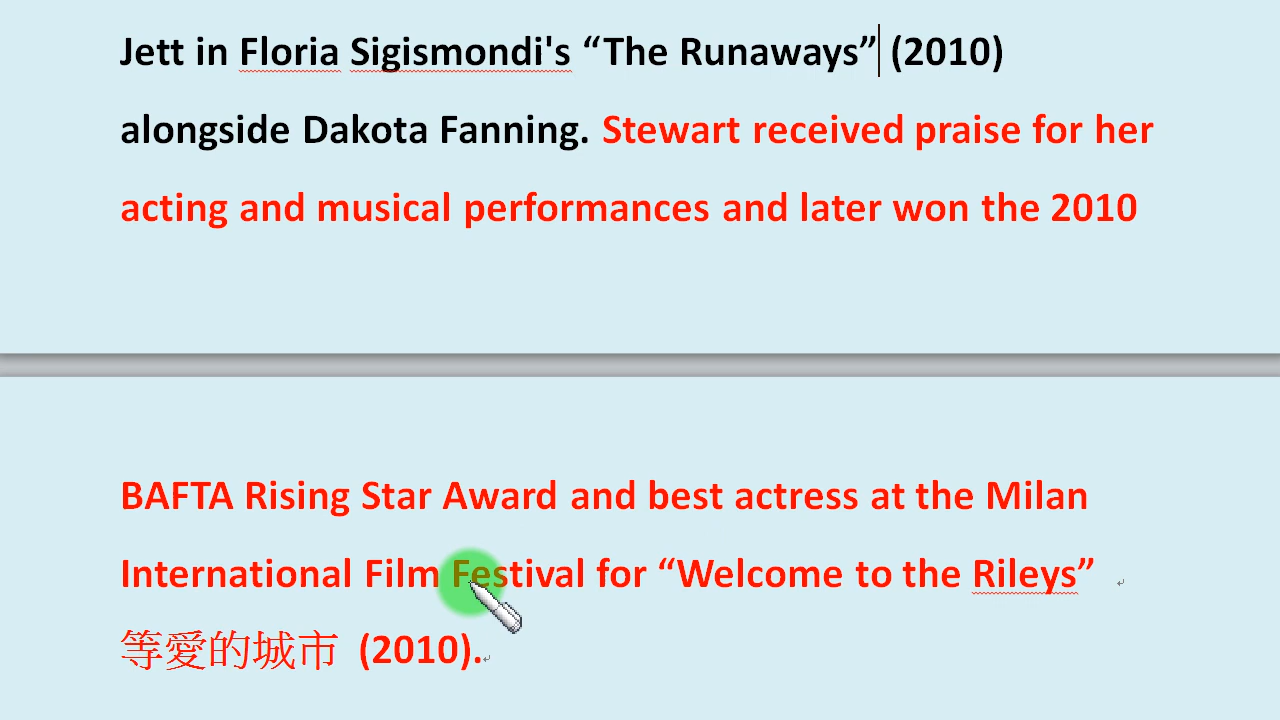 Jett in Floria Sigismondi's “The Runaways” (2010)
alongside Dakota Fanning. Stewart received praise for her
acting and musical performances and later won the 2010
BAFTA Rising Star Award and best actress at the Milan
International Film Festival for “Welcome to the Rileys”
等愛的城市 (2010).